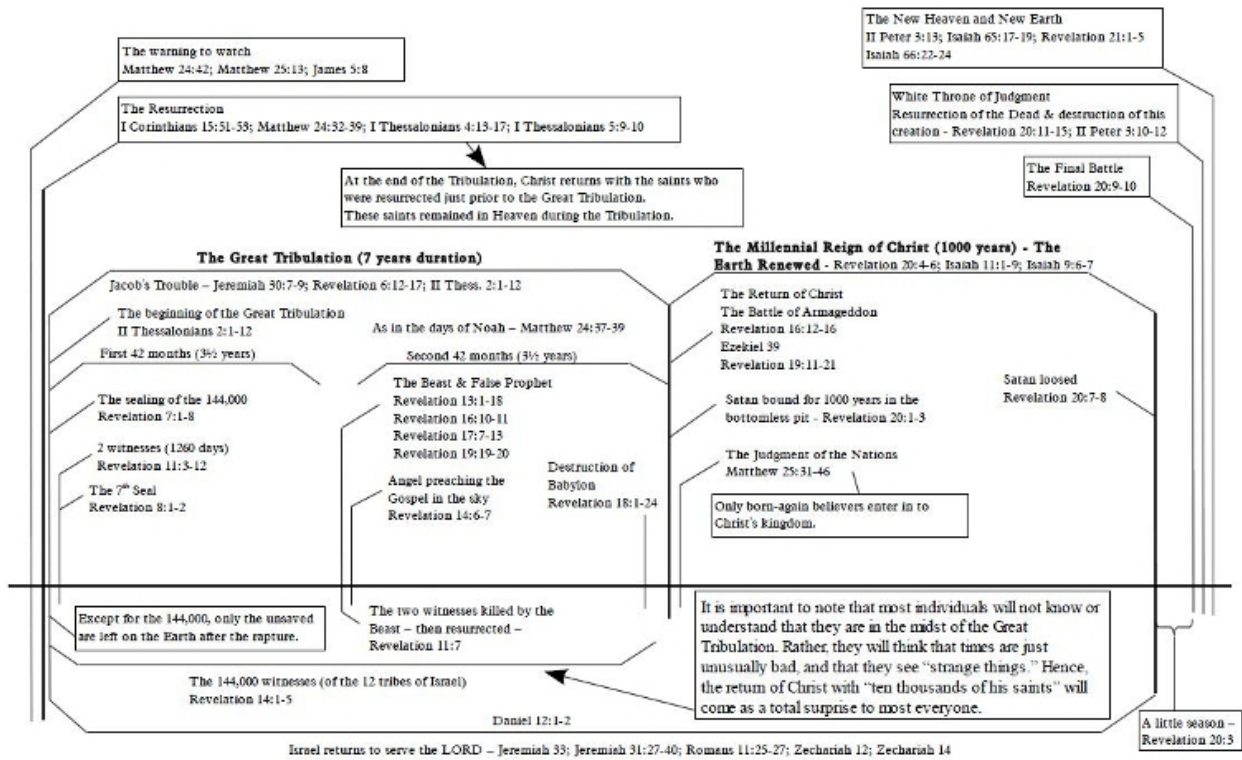 The New Heaven and New Earth
II Peter 3:13; Isaiah 65:17-19; Revelation 21:1-5
Isaiah 66:22-24
The warning to watch
Matthew 24:42; Matthew 25:13; James 5:8
White Throne of Judgment
Resurrection of the Dead & destruction of this
creation - Revelation 20:11-15; II Peter 3:10-12
The Resurrection
I Corinthians 15:51-53; Matthew 24:32-39; I Thessalonians 4:13-17; I Thessalonians 5:9-10
The Final Battle
Revelation 20:9-10
At the end of the Tribulation, Christ returns with the saints who
were resurrected just prior to the Great Tribulation.
These saints remained in Heaven during the Tribulation.
The Great Tribulation (7 years duration)
Jacob's Trouble – Jeremiah 30:7-9; Revelation 6:12-17; II Thess. 2:1-12
The beginning of the Great Tribulation
II Thessalonians 2:1-12
First 42 months (3½ years)
The sealing of the 144,000
Revelation 7:1-8
2 witnesses (1260 days)
Revelation 11:3-12
The 7th Seal
Revelation 8:1-2
As in the days of Noah – Matthew 24:37-39
Second 42 months (3½ years)
The Beast & False Prophet
Revelation 13:1-18
Revelation 16:10-11
Revelation 17:7-13
Revelation 19:19-20
Angel preaching the
Gospel in the sky
Revelation 14:6-7
Destruction of
Babylon
Revelation 18:1-24
The Millennial Reign of Christ (1000 years) - The
Earth Renewed - Revelation 20:4-6; Isaiah 11:1-9; Isaiah 9:6-7
The Return of Christ
The Battle of Armageddon
Revelation 16:12-16
Ezekiel 39
Revelation 19:11-21
Satan bound for 1000 years in the
bottomless pit - Revelation 20:1-3
The Judgment of the Nations
Matthew 25:31-46
Only born-again believers enter in to
Christ's kingdom.
Satan loosed
Revelation 20:7-8
Except for the 144,000, only the unsaved
are left on the Earth after the rapture.
The two witnesses killed by the
Beast – then resurrected –
Revelation 11:7
It is important to note that most individuals will not know or
understand that they are in the midst of the Great
Tribulation. Rather, they will think that times are just
unusually bad, and that they see “strange things.” Hence,
the return of Christ with “ten thousands of his saints” will
come as a total surprise to most everyone.
The 144,000 witnesses (of the 12 tribes of Israel)
Revelation 14:1-5
Daniel 12:1-2
A little season –
Revelation 20:3
Israel returns to serve the LORD – Jeremiah 33; Jeremiah 31:27-40; Romans 11:25-27; Zechariah 12; Zechariah 14